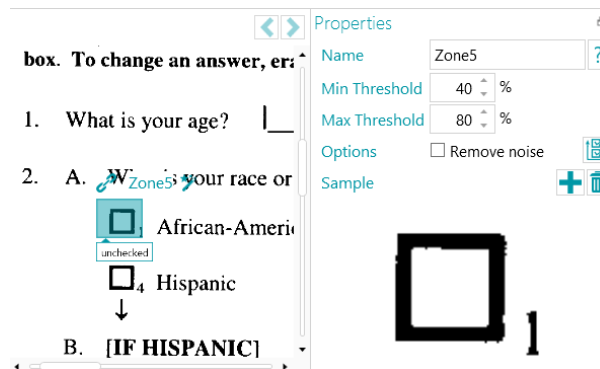 box. To change an answer, era
1. What is your age?
2. A. W Zone5 s your race or
1 African-Ameri
unchecked
4 Hispanic
B. [IF HISPANIC]
Properties
Name Zone5 ?
Min Threshold 40 %
Max Threshold 80 %
Options Remove noise
Sample
1